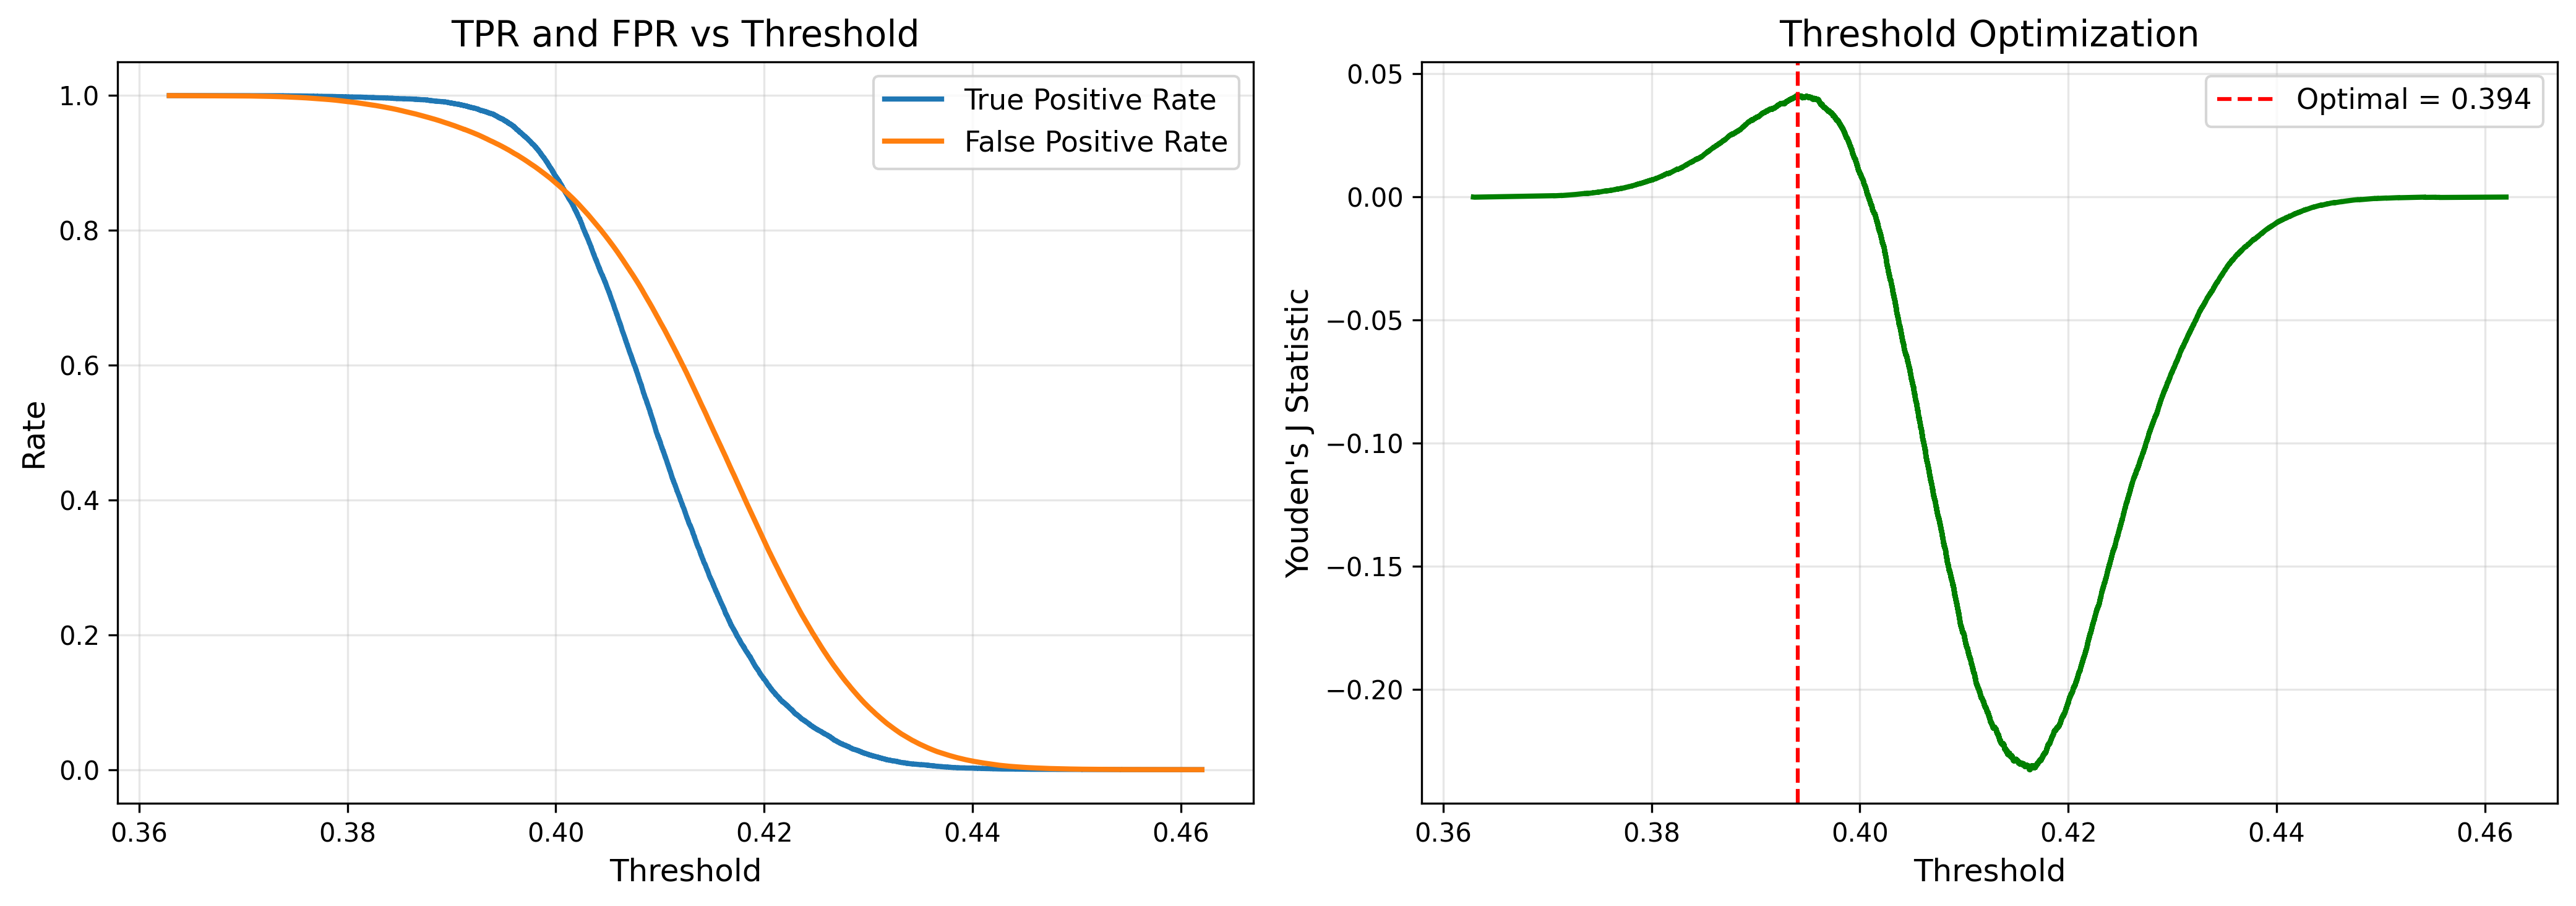 TPR and FPR vs Threshold
True Positive Rate
False Positive Rate
Rate
1.0
0.8
0.6
0.4
0.2
0.0
0.36 0.38 0.40 0.42 0.44 0.46
Threshold
Threshold Optimization
Optimal = 0.394
Youden's J Statistic
0.05
0.00
−0.05
−0.10
−0.15
−0.20
0.36 0.38 0.40 0.42 0.44 0.46
Threshold